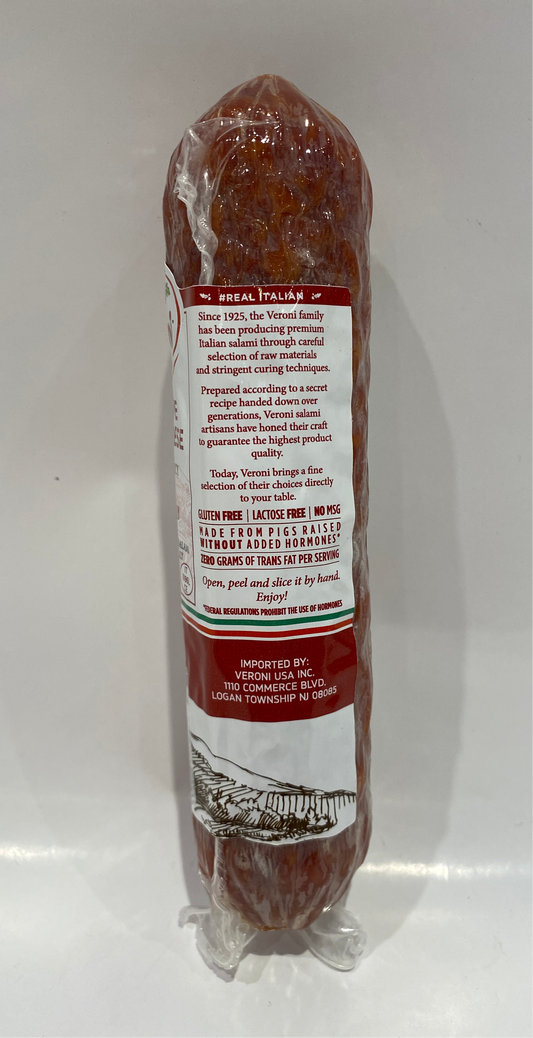 #REAL ITALIAN
Since 1925, the Veroni family
has been producing premium
Italian salami through careful
selection of raw materials
and stringent curing techniques.
Prepared according to a secret
recipe handed down over
generations, Veroni salami
artisans have honed their craft
to guarantee the highest product
quality.
Today, Veroni brings a fine
selection of their choices directly
to your table.
GLUTEN FREE | LACTOSE FREE | NO MSG
MADE FROM PIGS RAISED
WITHOUT ADDED HORMONES*
ZERO GRAMS OF TRANS FAT PER SERVING
Open, peel and slice it by hand.
Enjoy!
*FEDERAL REGULATIONS PROHIBIT THE USE OF HORMONES
IMPORTED BY:
VERONI USA INC.
1110 COMMERCE BLVD.
LOGAN TOWNSHIP NJ 08085